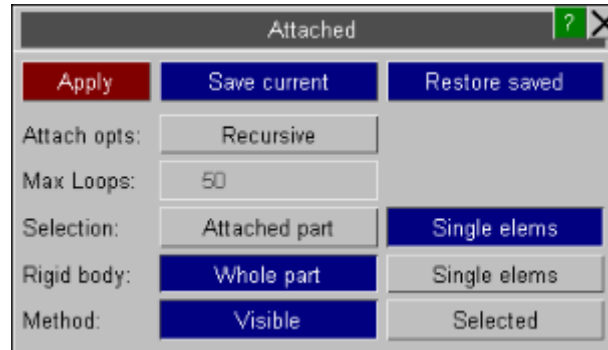 Attached ?
Apply Save current Restore saved
Attach opts: Recursive
Max Loops: 50
Selection: Attached part Single elems
Rigid body: Whole part Single elems
Method: Visible Selected